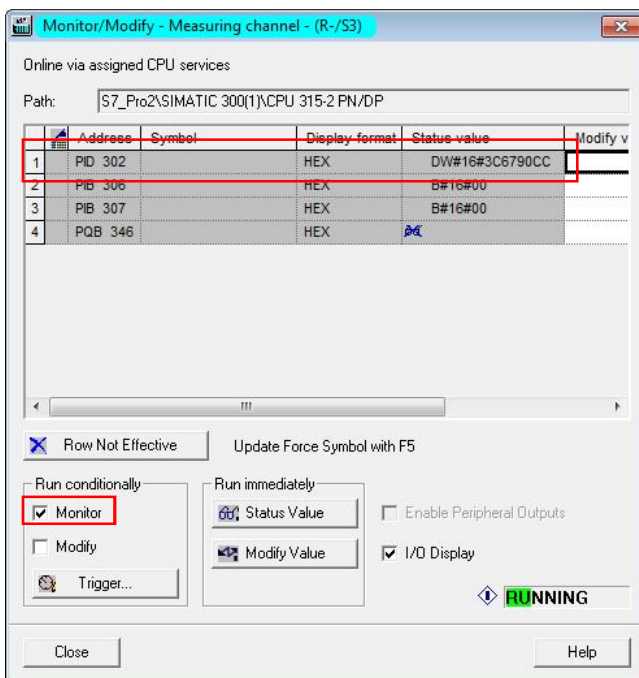 Monitor/Modify - Measuring channel - (R-/S3)
Online via assigned CPU services
Path: S7_Pro2\SIMATIC 300(1)\CPU 315-2 PN/DP
Address Symbol Display format Status value Modify v
1 PID 302 HEX DW#16#3C6790CC
2 PIB 306 HEX B#16#00
3 PIB 307 HEX B#16#00
4 PQB 346 HEX
Row Not Effective Update Force Symbol with F5
Run conditionally Run immediately
Monitor Status Value Enable Peripheral Outputs
Modify Modify Value I/O Display
Trigger...
RUNNING
Close Help